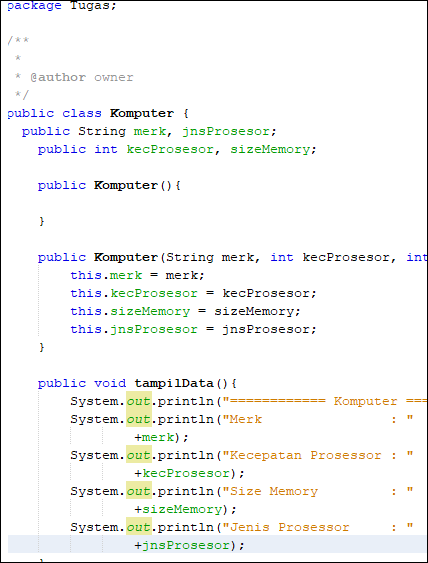 package Tugas;
/**
 *
 * @author owner
 */
public class Komputer {
  public String merk, jnsProsesor;
    public int kecProsesor, sizeMemory;
    public Komputer(){
    }
    public Komputer(String merk, int kecProsesor, int
        this.merk = merk;
        this.kecProsesor = kecProsesor;
        this.sizeMemory = sizeMemory;
        this.jnsProsesor = jnsProsesor;
    }
    public void tampilData(){
        System.out.println("============ Komputer ==
        System.out.println("Merk                : "
                +merk);
        System.out.println("Kecepatan Prosessor : "
                +kecProsesor);
        System.out.println("Size Memory         : "
                +sizeMemory);
        System.out.println("Jenis Prosessor     : "
                +jnsProsesor);
    }